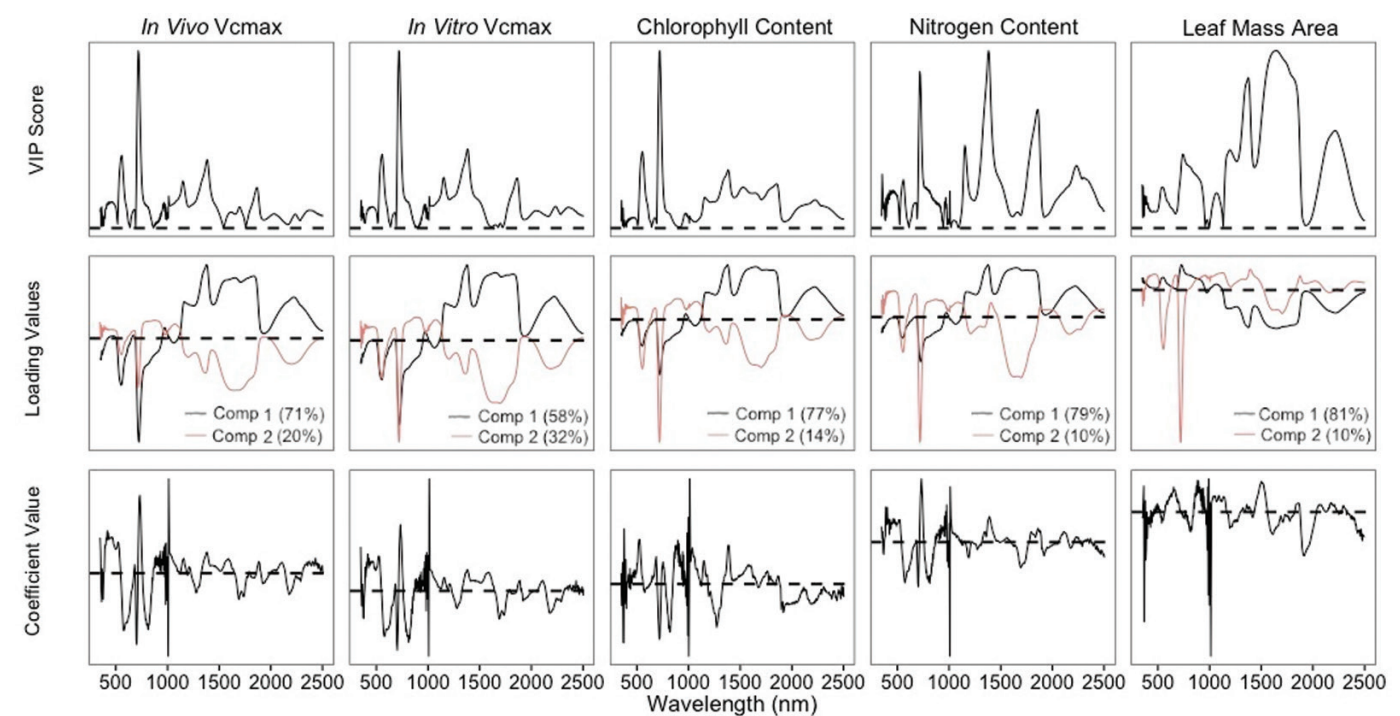 In Vivo Vcmax
In Vitro Vcmax
Chlorophyll Content
Nitrogen Content
Leaf Mass Area
VIP Score
Loading Values
Comp 1 (71%)
Comp 2 (20%)
Comp 1 (58%)
Comp 2 (32%)
Comp 1 (77%)
Comp 2 (14%)
Comp 1 (79%)
Comp 2 (10%)
Comp 1 (81%)
Comp 2 (10%)
Coefficient Value
500 1000 1500 2000 2500
500 1000 1500 2000 2500
500 1000 1500 2000 2500
500 1000 1500 2000 2500
500 1000 1500 2000 2500
Wavelength (nm)